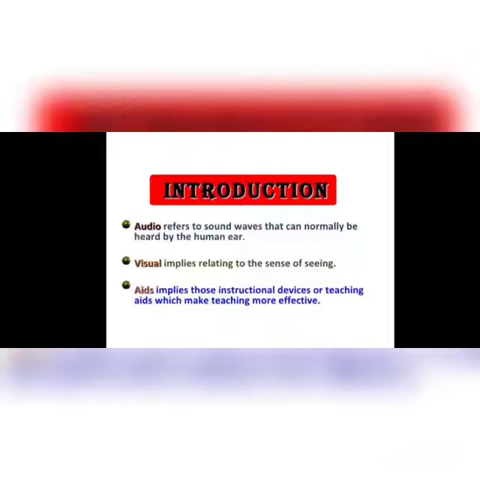 INTRODUCTION
Audio refers to sound waves that can normally be
heard by the human ear.
Visual implies relating to the sense of seeing.
Aids implies those instructional devices or teaching
aids which make teaching more effective.